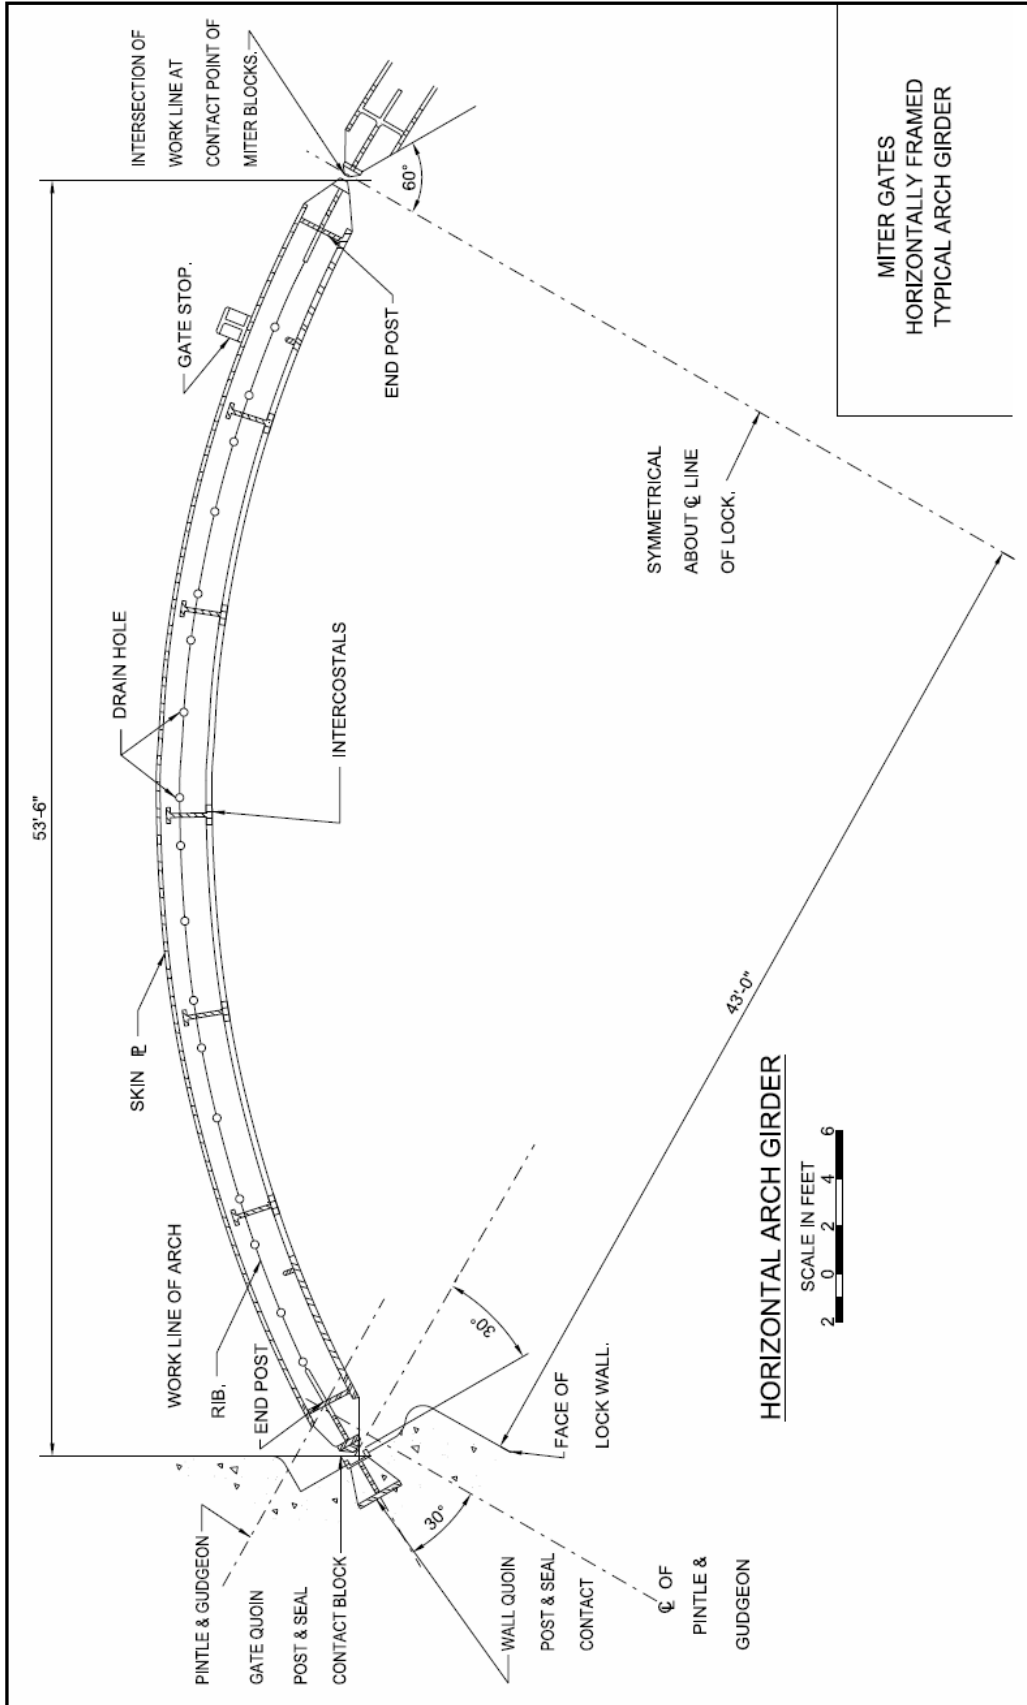 INTERSECTION OF
WORK LINE AT
CONTACT POINT OF
MITER BLOCKS.
53'-6"
GATE STOP.
60°
END POST
DRAIN HOLE
INTERCOSTALS
SKIN ⅊
SYMMETRICAL
ABOUT ℄ LINE
OF LOCK.
43'-0"
WORK LINE OF ARCH
RIB.
END POST
30°
FACE OF
LOCK WALL.
30°
PINTLE & GUDGEON
GATE QUOIN
POST & SEAL
CONTACT BLOCK
WALL QUOIN
POST & SEAL
CONTACT
℄ OF
PINTLE &
GUDGEON
HORIZONTAL ARCH GIRDER
SCALE IN FEET
2 0 2 4 6
MITER GATES
HORIZONTALLY FRAMED
TYPICAL ARCH GIRDER